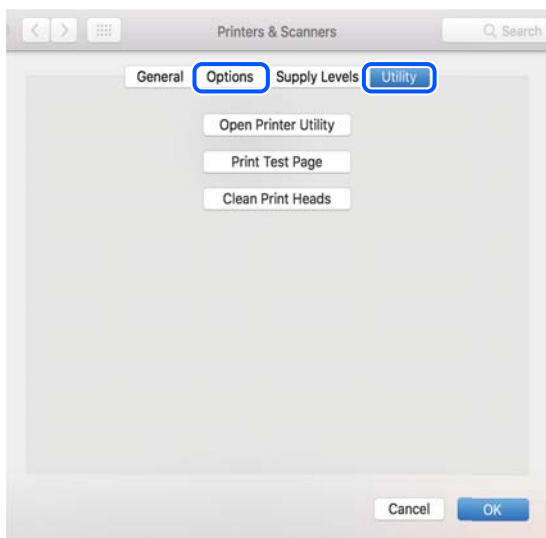 Printers & Scanners
Search
General Options Supply Levels Utility
Open Printer Utility
Print Test Page
Clean Print Heads
Cancel OK